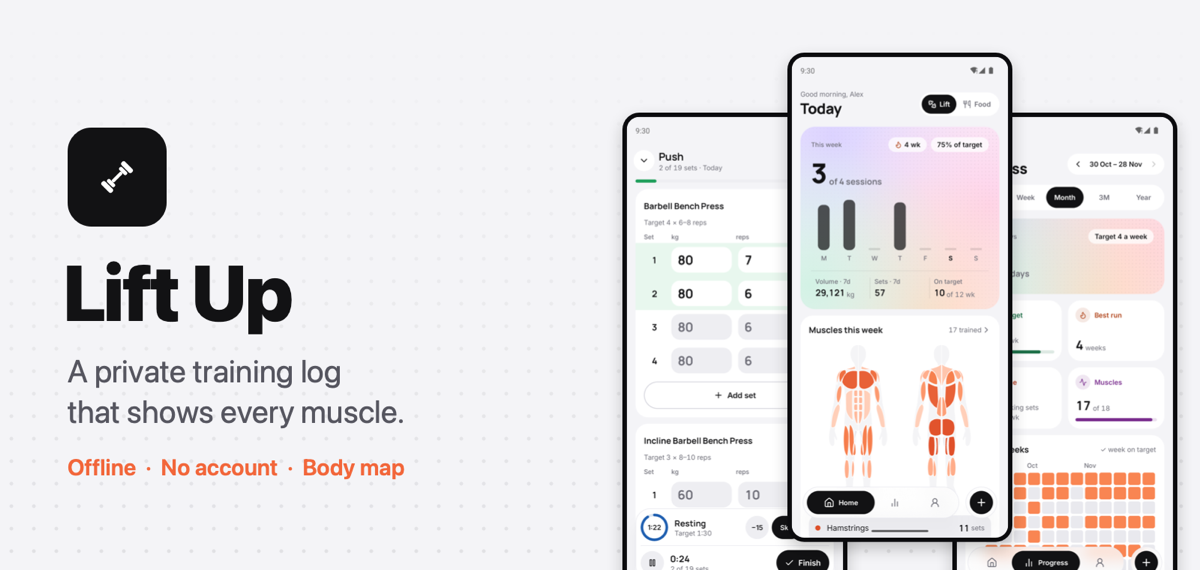 Lift Up
A private training log
that shows every muscle.
Offline · No account · Body map
9:30
Push
2 of 19 sets · Today
Barbell Bench Press
Target 4 × 6–8 reps
Set kg reps
1 80 7
2 80 6
3 80 6
4 80 6
+ Add set
Incline Barbell Bench Press
Target 3 × 8–10 reps
Set kg reps
1 60 10
1:22 Resting
Target 1:30
−15
0:24
2 of 19 sets
Finish
9:30
Good morning, Alex
Today
Lift Food
This week
4 wk 75% of target
3 of 4 sessions
M T W T F S S
Volume · 7d Sets · 7d On target
29,121 kg 57 10 of 12 wk
Muscles this week 17 trained
Home
Hamstrings 11 sets
30 Oct – 28 Nov
Week Month 3M Year
Target 4 a week
Best run
4 weeks
Muscles
17 of 18
week on target
Oct Nov
Progress